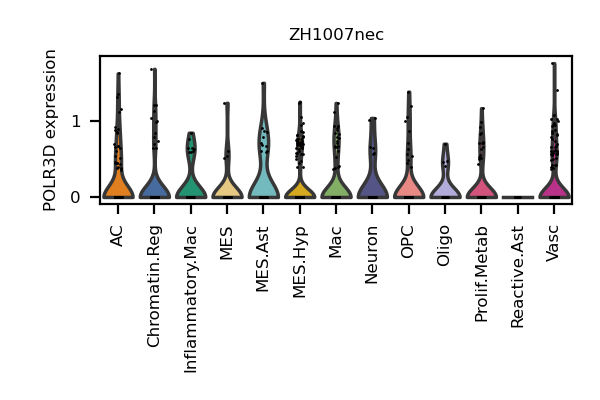 ZH1007nec
POLR3D expression
1
0
AC
Chromatin.Reg
Inflammatory.Mac
MES
MES.Ast
MES.Hyp
Mac
Neuron
OPC
Oligo
Prolif.Metab
Reactive.Ast
Vasc